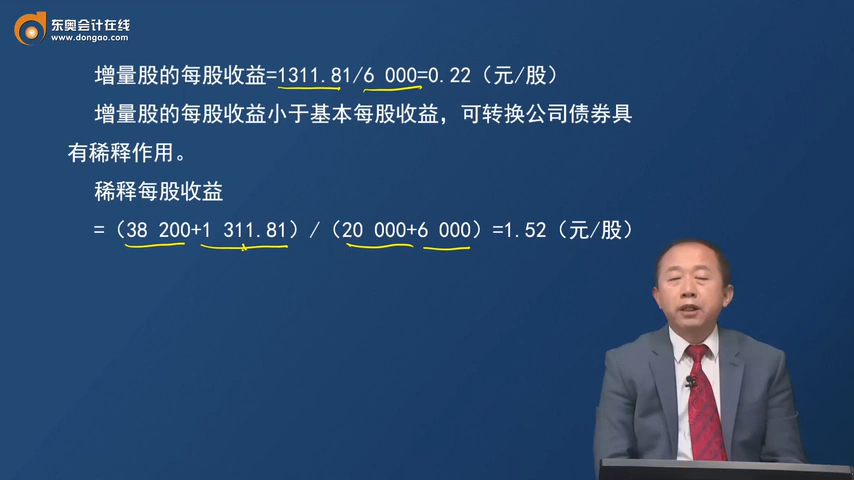 东奥会计在线
www.dongao.com
增量股的每股收益=1311.81/6 000=0.22（元/股）
增量股的每股收益小于基本每股收益，可转换公司债券具
有稀释作用。
稀释每股收益
=（38 200+1 311.81）/（20 000+6 000）=1.52（元/股）